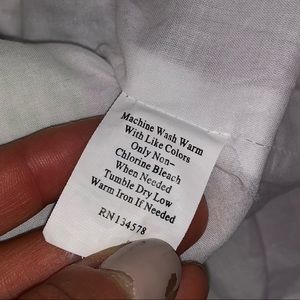 Machine Wash Warm
With Like Colors
Only Non-
Chlorine Bleach
When Needed
Tumble Dry Low
Warm Iron If Needed
RN134578